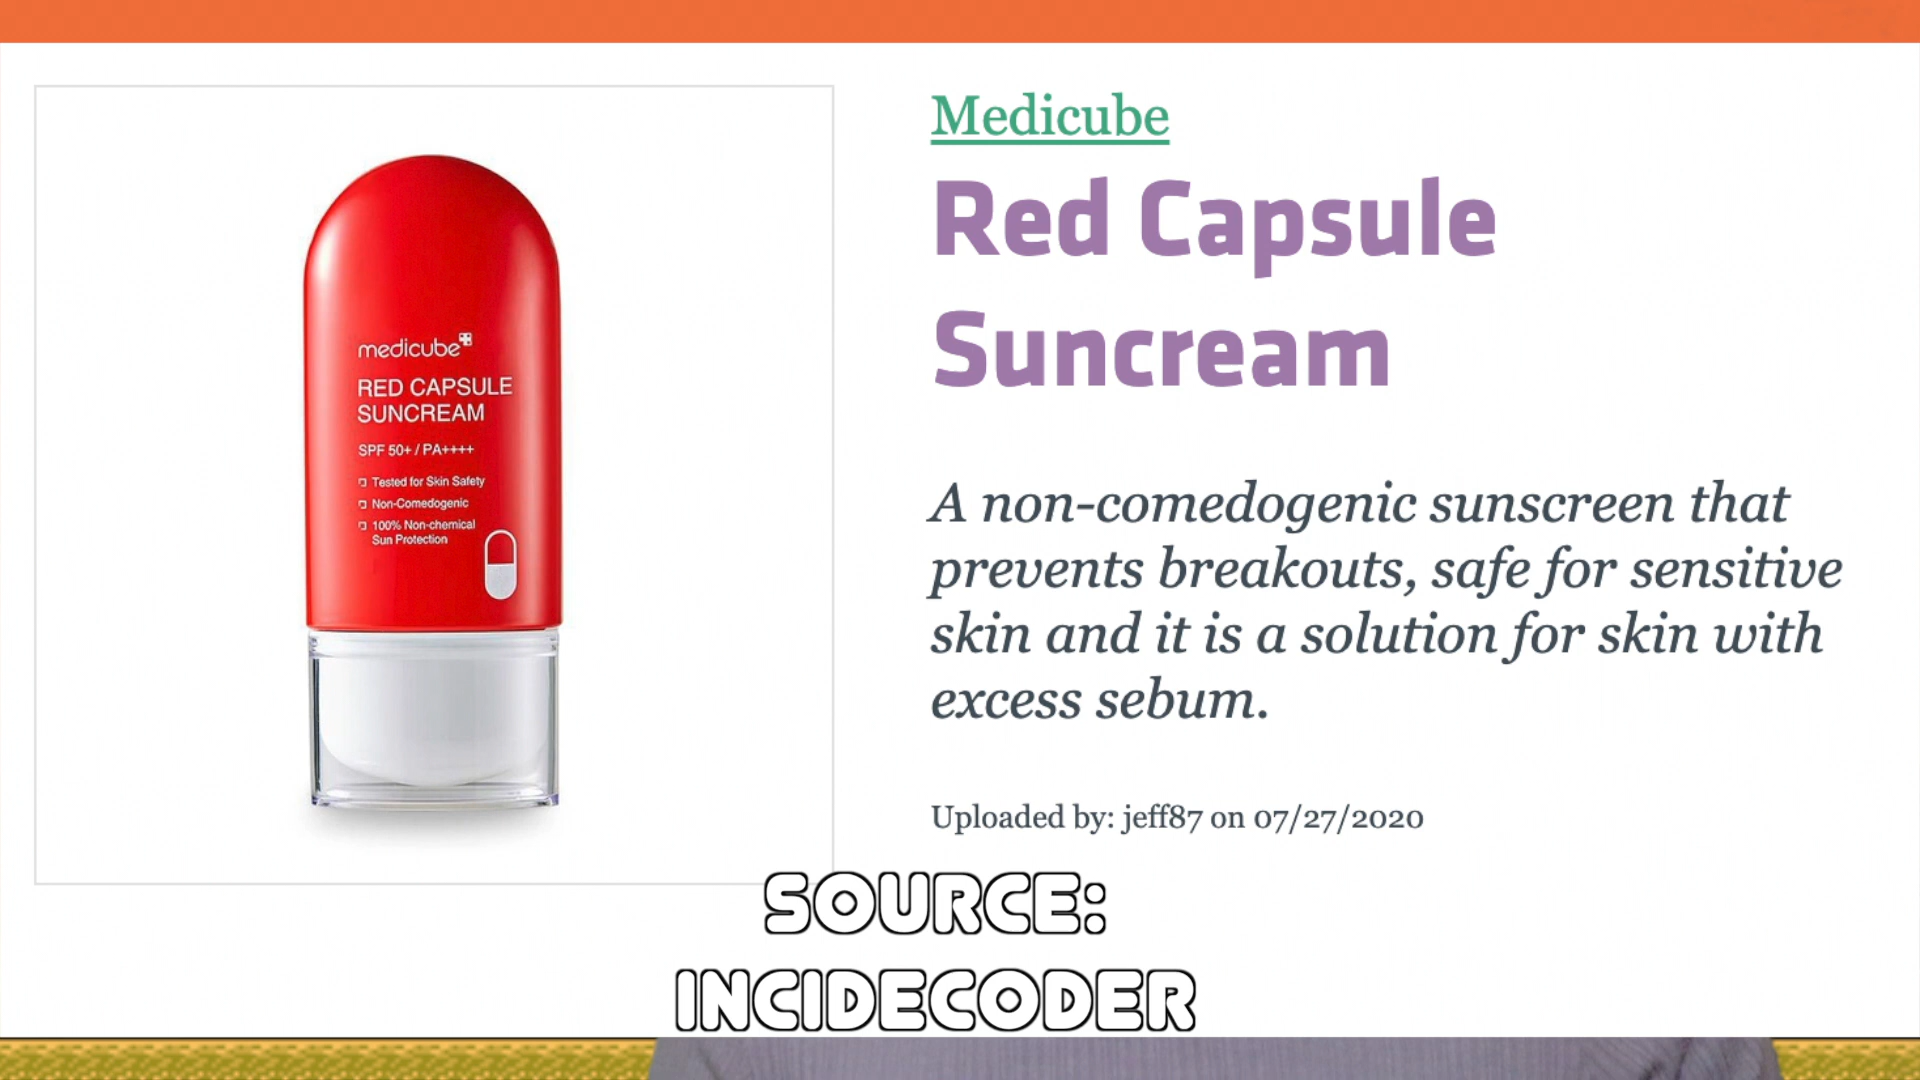 medicube
RED CAPSULE
SUNCREAM
SPF 50+ / PA++++
Tested for Skin Safety
Non-Comedogenic
100% Non-chemical
Sun Protection
Medicube
Red Capsule
Suncream
A non-comedogenic sunscreen that
prevents breakouts, safe for sensitive
skin and it is a solution for skin with
excess sebum.
Uploaded by: jeff87 on 07/27/2020
SOURCE:
INCIDECODER